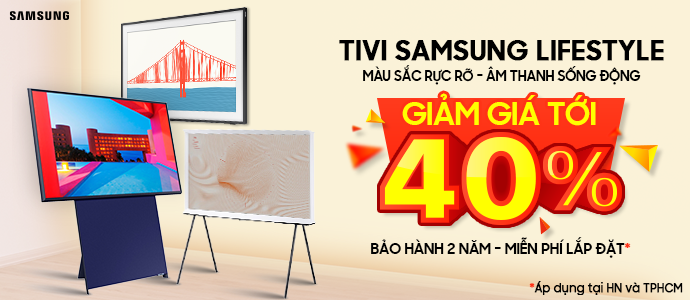 SAMSUNG
TIVI SAMSUNG LIFESTYLE
MÀU SẮC RỰC RỠ - ÂM THANH SỐNG ĐỘNG
GIẢM GIÁ TỚI
40%
BẢO HÀNH 2 NĂM - MIỄN PHÍ LẮP ĐẶT*
*Áp dụng tại HN và TPHCM